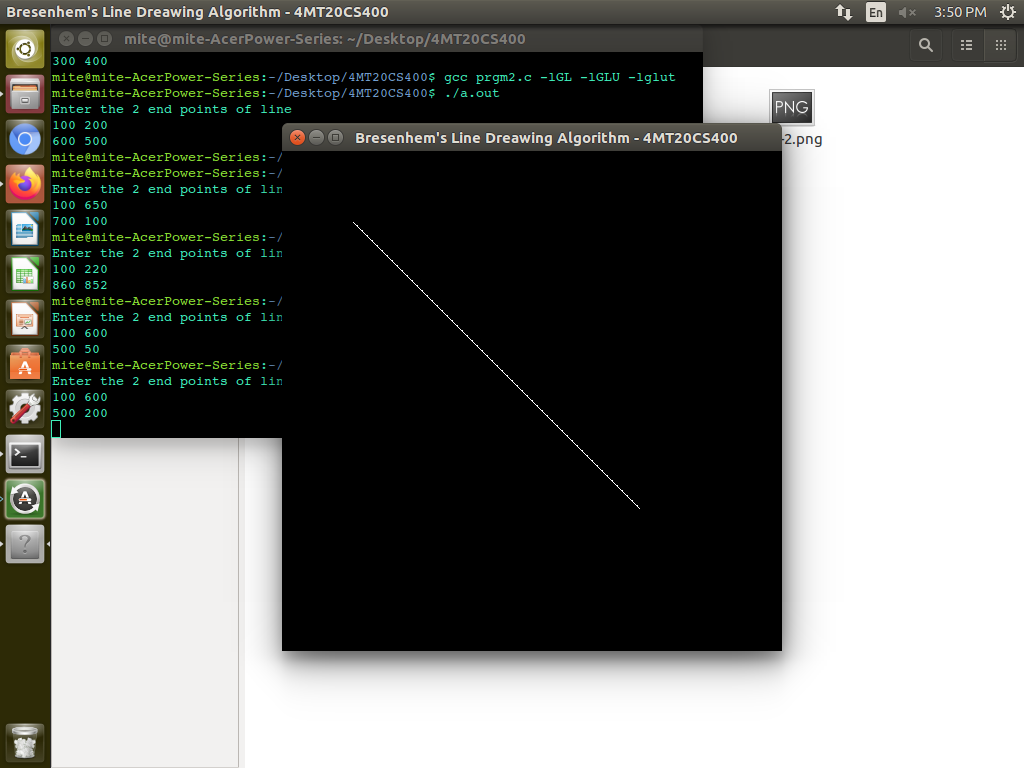 Bresenhem's Line Dreawing Algorithm - 4MT20CS400
En
3:50 PM
mite@mite-AcerPower-Series: ~/Desktop/4MT20CS400
300 400
mite@mite-AcerPower-Series:~/Desktop/4MT20CS400$ gcc prgm2.c -lGL -lGLU -lglut
mite@mite-AcerPower-Series:~/Desktop/4MT20CS400$ ./a.out
Enter the 2 end points of line
100 200
600 500
mite@mite-AcerPower-Series:~/
mite@mite-AcerPower-Series:~/
Enter the 2 end points of lin
100 650
700 100
mite@mite-AcerPower-Series:~/
Enter the 2 end points of lin
100 220
860 852
mite@mite-AcerPower-Series:~/
Enter the 2 end points of lin
100 600
500 50
mite@mite-AcerPower-Series:~/
Enter the 2 end points of lin
100 600
500 200
Bresenhem's Line Dreawing Algorithm - 4MT20CS400
PNG
-2.png